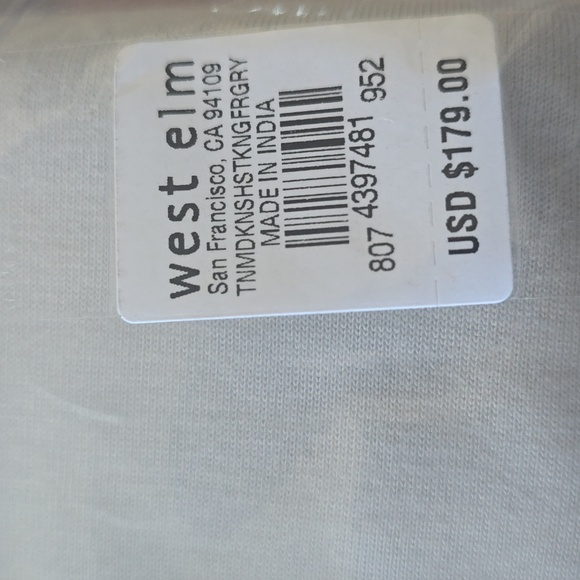 west elm
San Francisco, CA 94109
TNMDKNSHSTKNGFRGRY
MADE IN INDIA
807 4397481 952
USD $179.00